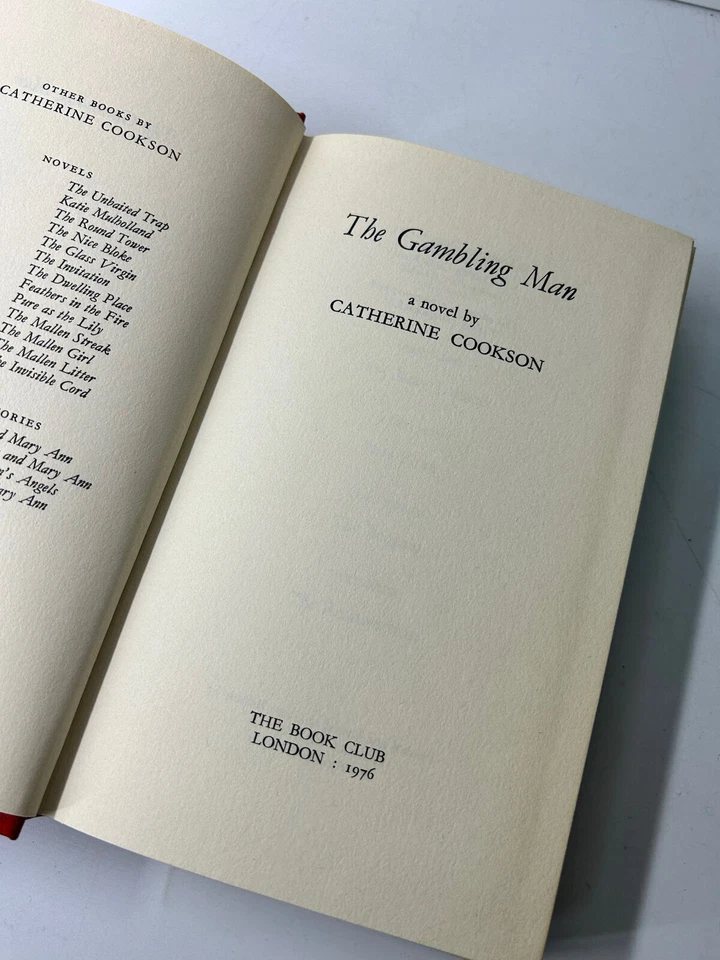 OTHER BOOKS BY
CATHERINE COOKSON
NOVELS
The Unbaited Trap
Katie Mulholland
The Round Tower
The Nice Bloke
The Glass Virgin
The Invitation
The Dwelling Place
Feathers in the Fire
Pure as the Lily
The Mallen Streak
The Mallen Girl
The Mallen Litter
Invisible Cord
Mary Ann
and Mary Ann
Angels
Ann
The Gambling Man
a novel by
CATHERINE COOKSON
THE BOOK CLUB
LONDON : 1976